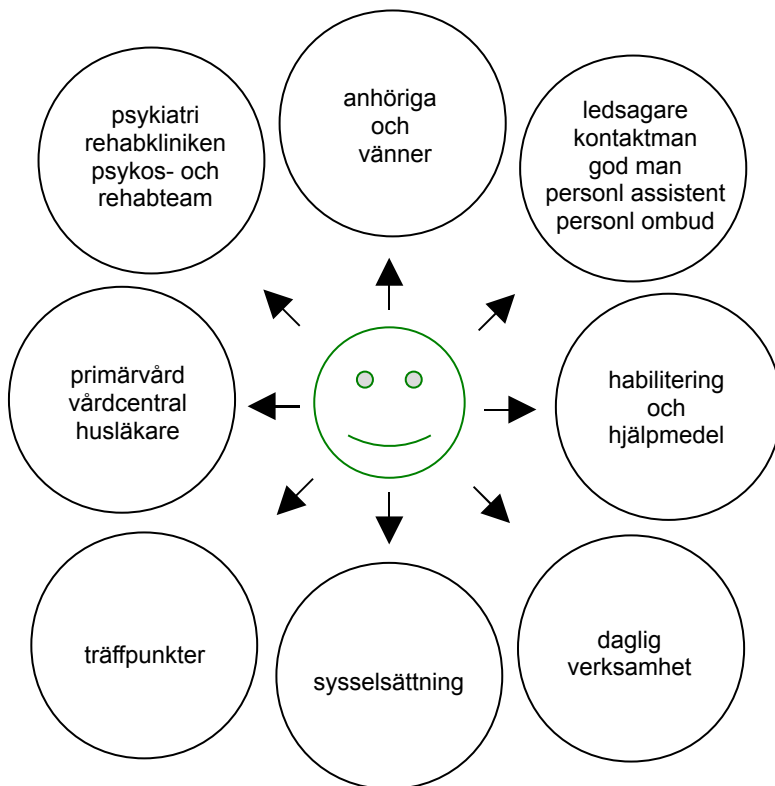 psykiatri
rehabkliniken
psykos- och
rehabteam
anhöriga
och
vänner
ledsagare
kontaktman
god man
personl assistent
personl ombud
primärvård
vårdcentral
husläkare
habilitering
och
hjälpmedel
träffpunkter
sysselsättning
daglig
verksamhet